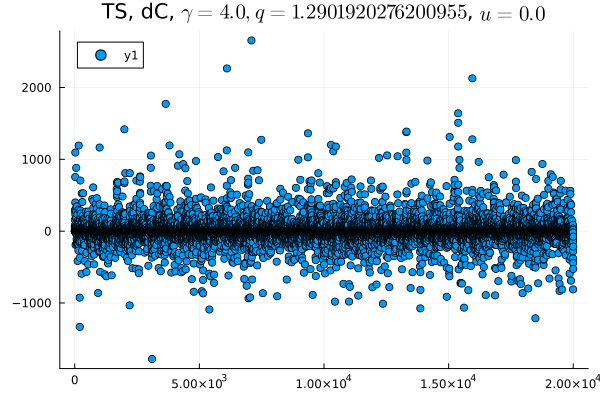 TS, dC, γ = 4.0, q = 1.2901920276200955, u = 0.0
y1
2000
1000
0
−1000
0 5.00×10³ 1.00×10⁴ 1.50×10⁴ 2.00×10⁴